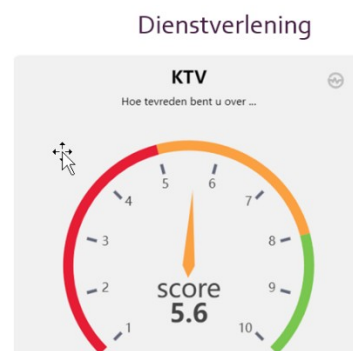 Dienstverlening
KTV
Hoe tevreden bent u over ...
5 6
4 7
3 8
2 9
1 10
score
5.6